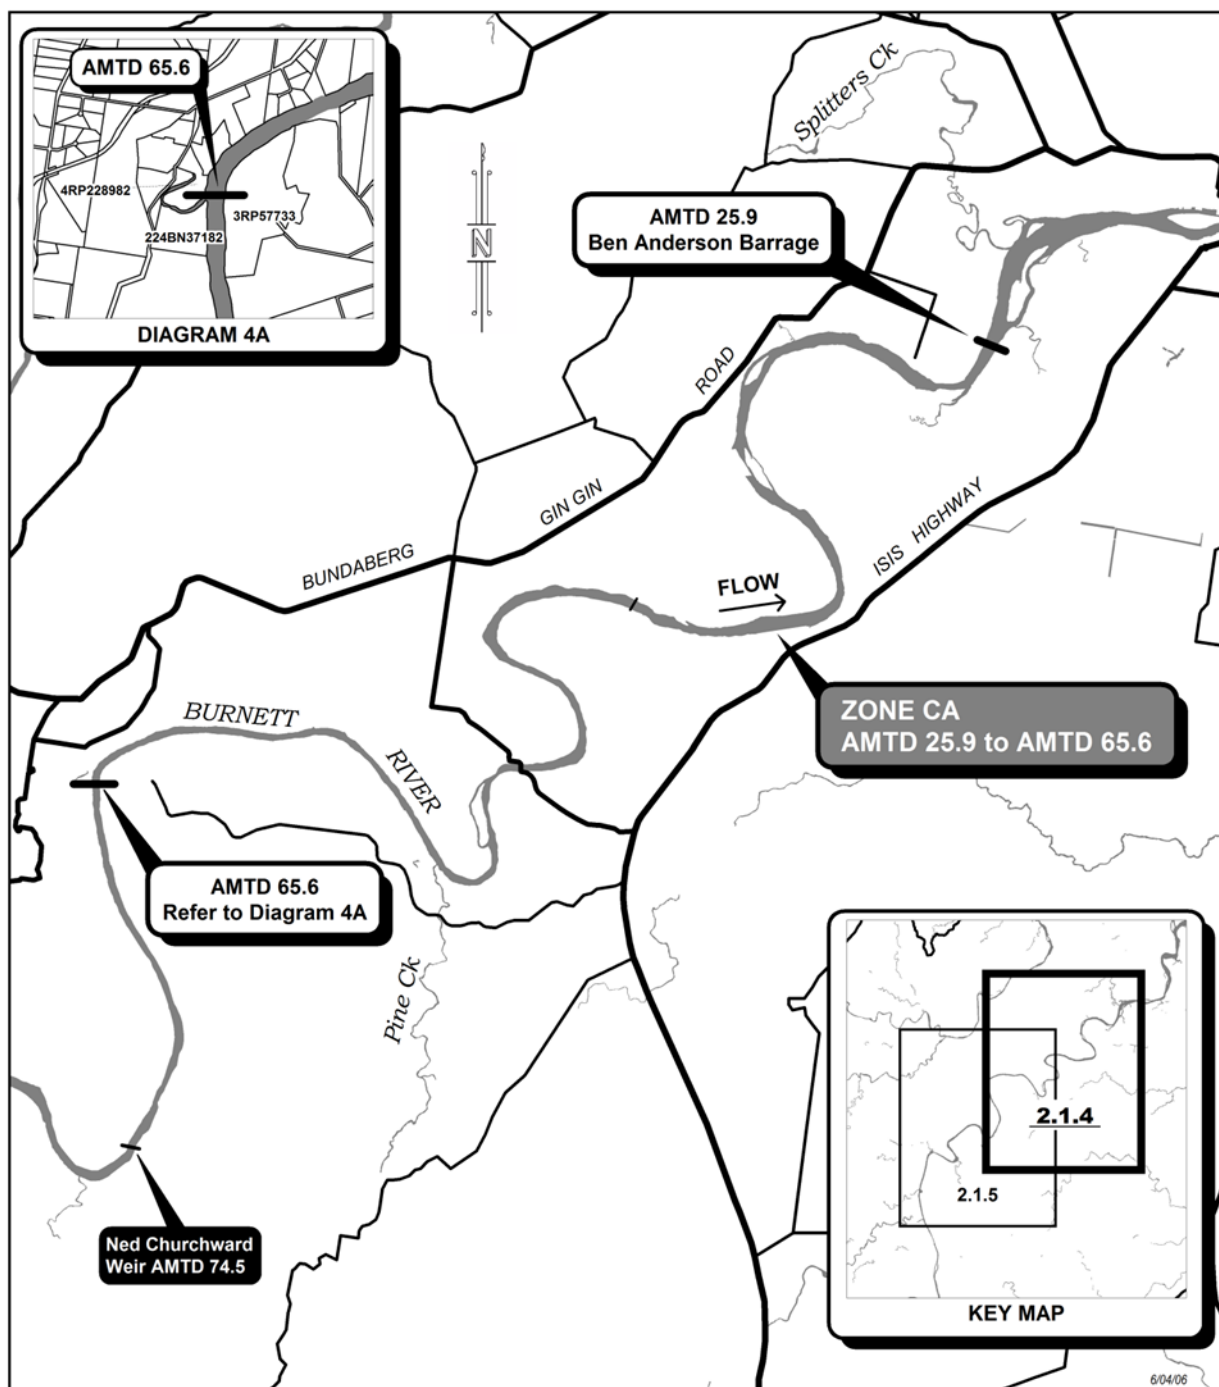 AMTD 65.6
4RP228982
3RP57733
224BN37182
DIAGRAM 4A
N
Splitters Ck
AMTD 25.9
Ben Anderson Barrage
ROAD
GIN GIN
BUNDABERG
ISIS HIGHWAY
FLOW
ZONE CA
AMTD 25.9 to AMTD 65.6
BURNETT
RIVER
AMTD 65.6
Refer to Diagram 4A
Pine Ck
Ned Churchward
Weir AMTD 74.5
2.1.4
2.1.5
KEY MAP
6/04/06